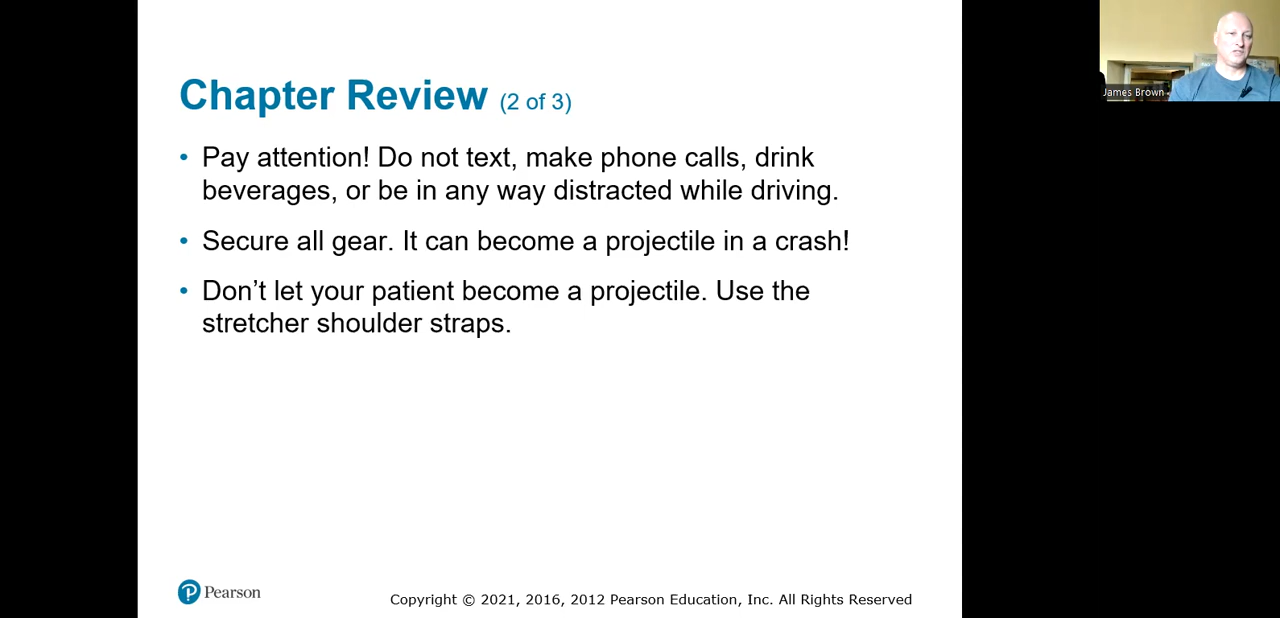 Chapter Review (2 of 3)
• Pay attention! Do not text, make phone calls, drink
beverages, or be in any way distracted while driving.
• Secure all gear. It can become a projectile in a crash!
• Don’t let your patient become a projectile. Use the
stretcher shoulder straps.
James Brown
Pearson
Copyright © 2021, 2016, 2012 Pearson Education, Inc. All Rights Reserved